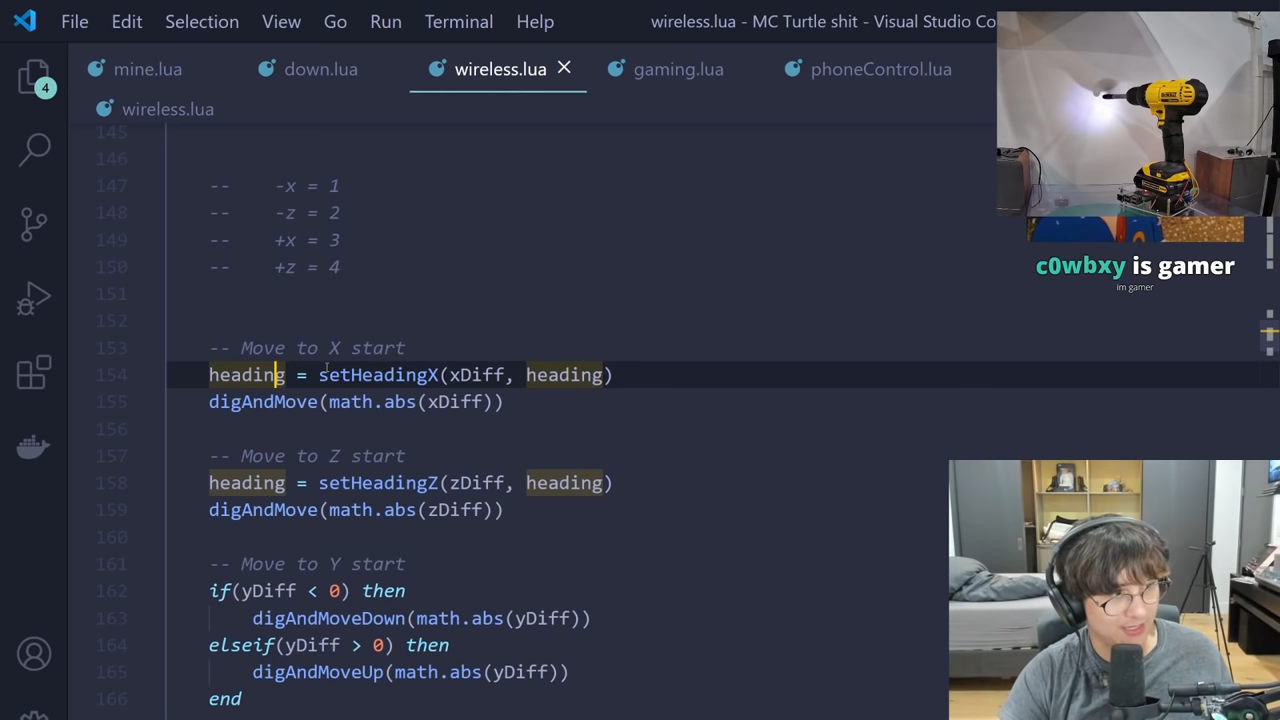 File Edit Selection View Go Run Terminal Help
wireless.lua - MC Turtle shit - Visual Studio Co
mine.lua down.lua wireless.lua gaming.lua phoneControl.lua
4
wireless.lua
145
146
147 -- -x = 1
148 -- -z = 2
149 -- +x = 3
150 -- +z = 4
151
152
153 -- Move to X start
154 heading = setHeadingX(xDiff, heading)
155 digAndMove(math.abs(xDiff))
156
157 -- Move to Z start
158 heading = setHeadingZ(zDiff, heading)
159 digAndMove(math.abs(zDiff))
160
161 -- Move to Y start
162 if(yDiff < 0) then
163 digAndMoveDown(math.abs(yDiff))
164 elseif(yDiff > 0) then
165 digAndMoveUp(math.abs(yDiff))
166 end
c0wbxy is gamer
im gamer